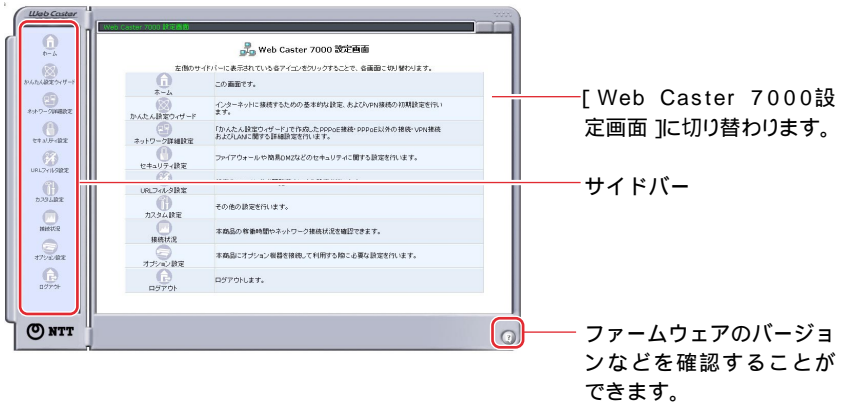 Web Caster
Web Caster 7000 設定画面
ホーム
かんたん設定ウィザード
ネットワーク詳細設定
セキュリティ設定
URLフィルタ設定
カスタム設定
接続状況
オプション設定
ログアウト
NTT
Web Caster 7000 設定画面
左側のサイドバーに表示されている各アイコンをクリックすることで、各画面に切り替わります。
ホーム
この画面です。
かんたん設定ウィザード
インターネットに接続するための基本的な設定、およびVPN接続の初期設定を行い
ます。
ネットワーク詳細設定
「かんたん設定ウィザード」で作成したPPPoE接続・PPPoE以外の接続・VPN接続
およびLANに関する詳細設定を行います。
セキュリティ設定
ファイアウォールや簡易DMZなどのセキュリティに関する設定を行います。
URLフィルタ設定
カスタム設定
その他の設定を行います。
接続状況
本商品の稼働時間やネットワーク接続状況を確認できます。
オプション設定
本商品にオプション機器を接続して利用する際に必要な設定を行います。
ログアウト
ログアウトします。
?
[Web Caster 7000設
定画面]に切り替わります。
サイドバー
ファームウェアのバージョ
ンなどを確認することが
できます。